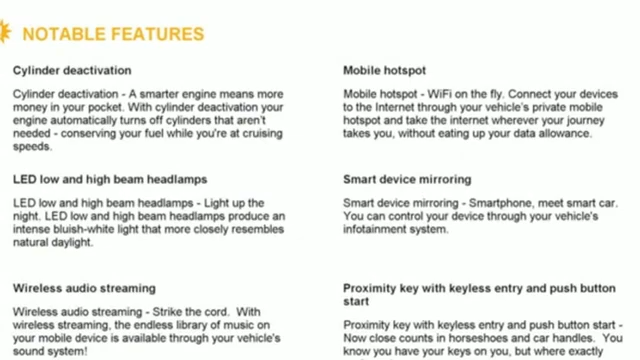 NOTABLE FEATURES
Cylinder deactivation
Cylinder deactivation - A smarter engine means more
money in your pocket. With cylinder deactivation your
engine automatically turns off cylinders that aren't
needed - conserving your fuel while you're at cruising
speeds.
LED low and high beam headlamps
LED low and high beam headlamps - Light up the
night. LED low and high beam headlamps produce an
intense bluish-white light that more closely resembles
natural daylight.
Wireless audio streaming
Wireless audio streaming - Strike the cord.  With
wireless streaming, the endless library of music on
your mobile device is available through your vehicle's
sound system!
Mobile hotspot
Mobile hotspot - WiFi on the fly. Connect your devices
to the Internet through your vehicle's private mobile
hotspot and take the internet wherever your journey
takes you, without eating up your data allowance.
Smart device mirroring
Smart device mirroring - Smartphone, meet smart car.
You can control your device through your vehicle's
infotainment system.
Proximity key with keyless entry and push button
start
Proximity key with keyless entry and push button start -
Now close counts in horseshoes and car handles.  You
know you have your keys on you, but where exactly